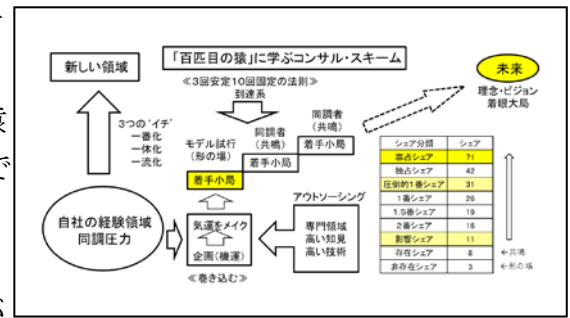 「百匹目の猿」に学ぶコンサル・スキーム
≪3回安定10回固定の法則≫
到達系
新しい領域
3つの'イチ'
一番化
一体化
一流化
自社の経験領域
同調圧力
モデル試行
(形の場)
着手小局
同調者
(共鳴)
着手小局
同調者
(共鳴)
着手小局
気運をメイク
企画(機運)
≪巻き込む≫
アウトソーシング
専門領域
高い知見
高い技術
未来
理念・ビジョン
着眼大局
シェア分類 シェア
寡占シェア 71
独占シェア 42
圧倒的1番シェア 31
1番シェア 26
1.5番シェア 19
2番シェア 16
影響シェア 11
存在シェア 8 ←共鳴
非存在シェア 3 ←形の場
で